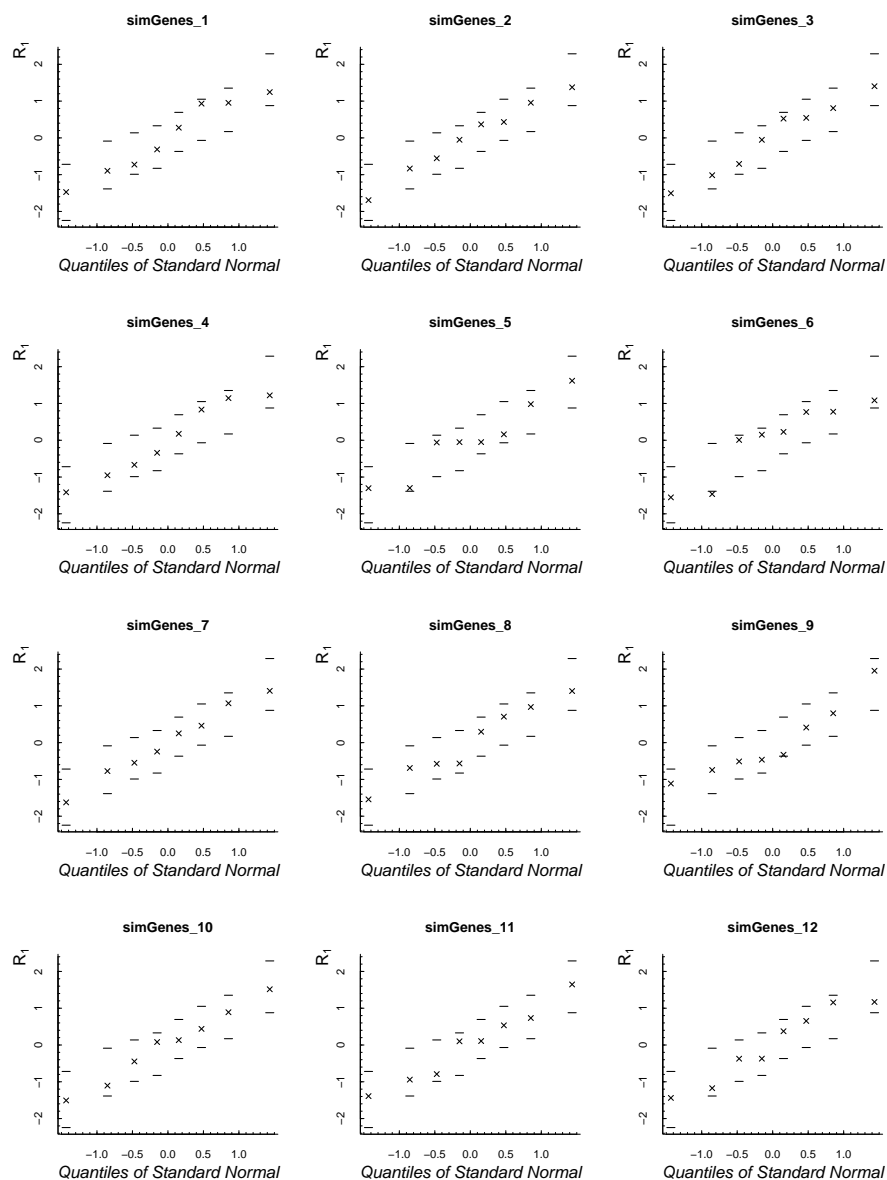 simGenes_1 simGenes_2 simGenes_3
R1 R1 R1
2 2 2
1 1 1
0 0 0
−1 −1 −1
−2 −2 −2
−1.0 −0.5 0.0 0.5 1.0 −1.0 −0.5 0.0 0.5 1.0 −1.0 −0.5 0.0 0.5 1.0
Quantiles of Standard Normal Quantiles of Standard Normal Quantiles of Standard Normal
simGenes_4 simGenes_5 simGenes_6
R1 R1 R1
2 2 2
1 1 1
0 0 0
−1 −1 −1
−2 −2 −2
−1.0 −0.5 0.0 0.5 1.0 −1.0 −0.5 0.0 0.5 1.0 −1.0 −0.5 0.0 0.5 1.0
Quantiles of Standard Normal Quantiles of Standard Normal Quantiles of Standard Normal
simGenes_7 simGenes_8 simGenes_9
R1 R1 R1
2 2 2
1 1 1
0 0 0
−1 −1 −1
−2 −2 −2
−1.0 −0.5 0.0 0.5 1.0 −1.0 −0.5 0.0 0.5 1.0 −1.0 −0.5 0.0 0.5 1.0
Quantiles of Standard Normal Quantiles of Standard Normal Quantiles of Standard Normal
simGenes_10 simGenes_11 simGenes_12
R1 R1 R1
2 2 2
1 1 1
0 0 0
−1 −1 −1
−2 −2 −2
−1.0 −0.5 0.0 0.5 1.0 −1.0 −0.5 0.0 0.5 1.0 −1.0 −0.5 0.0 0.5 1.0
Quantiles of Standard Normal Quantiles of Standard Normal Quantiles of Standard Normal